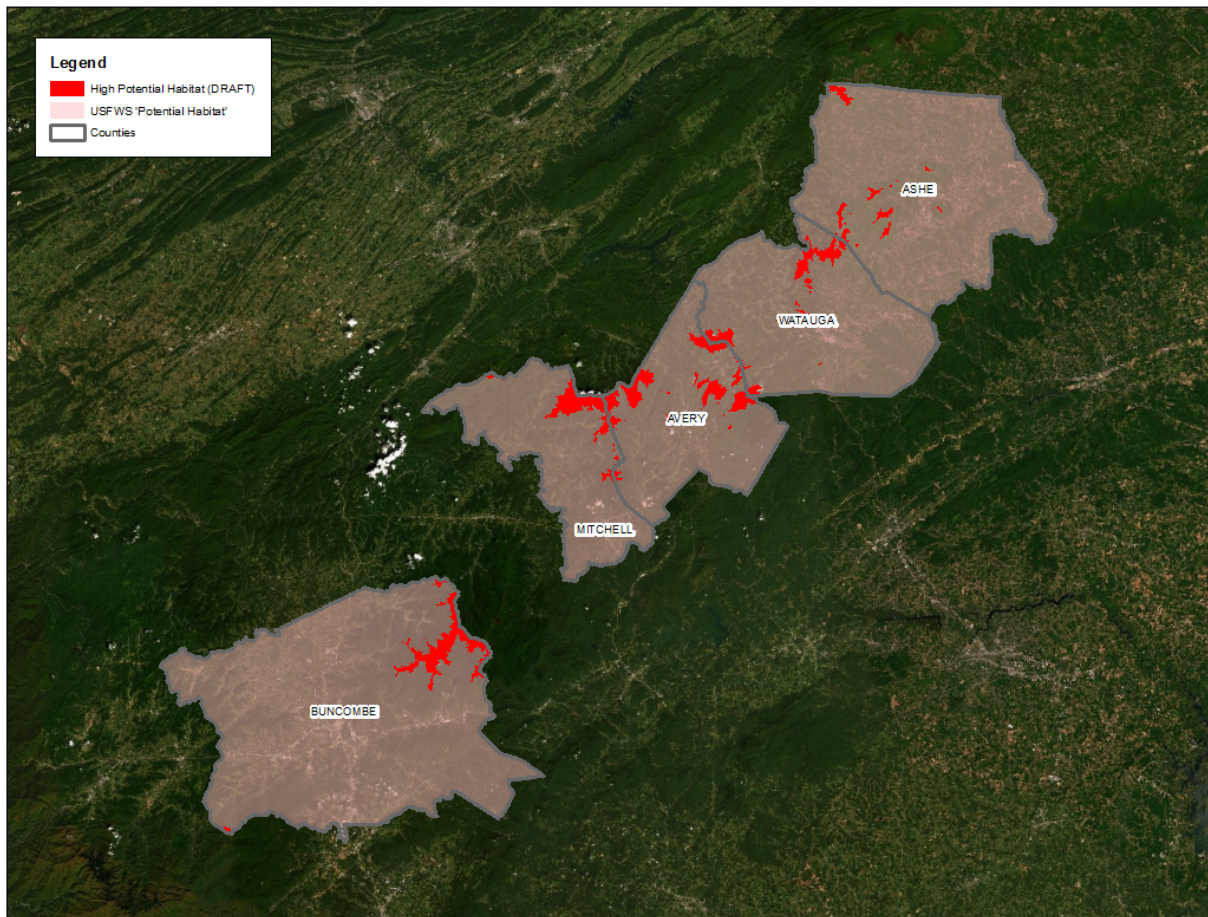 Legend
High Potential Habitat (DRAFT)
USFWS 'Potential Habitat'
Counties
ASHE
WATAUGA
AVERY
MITCHELL
BUNCOMBE